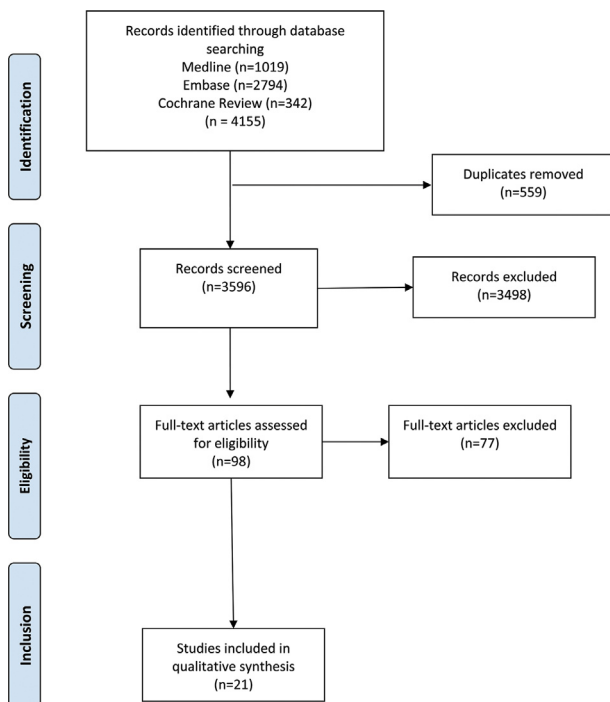 Identification
Records identified through database
searching
Medline (n=1019)
Embase (n=2794)
Cochrane Review (n=342)
(n = 4155)
Duplicates removed
(n=559)
Screening
Records screened
(n=3596)
Records excluded
(n=3498)
Eligibility
Full-text articles assessed
for eligibility
(n=98)
Full-text articles excluded
(n=77)
Inclusion
Studies included in
qualitative synthesis
(n=21)